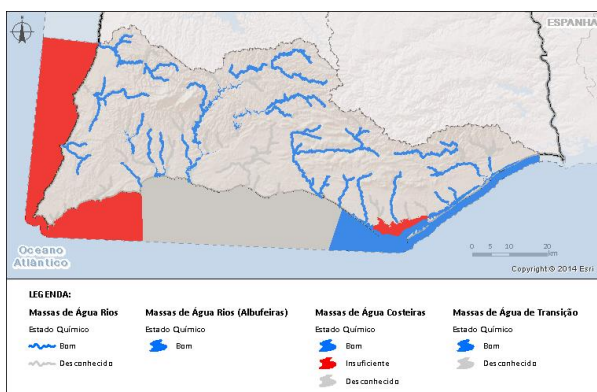 ESPANHA
Oceano
Atlântico
0 5 10 20
km
Copyright © 2014 Esri
LEGENDA:
Massas de Água Rios
Estado Químico
Bom
Desconhecido
Massas de Água Rios (Albufeiras)
Estado Químico
Bom
Massas de Água Costeiras
Estado Químico
Bom
Insuficiente
Desconhecido
Massas de Água de Transição
Estado Químico
Bom
Desconhecido